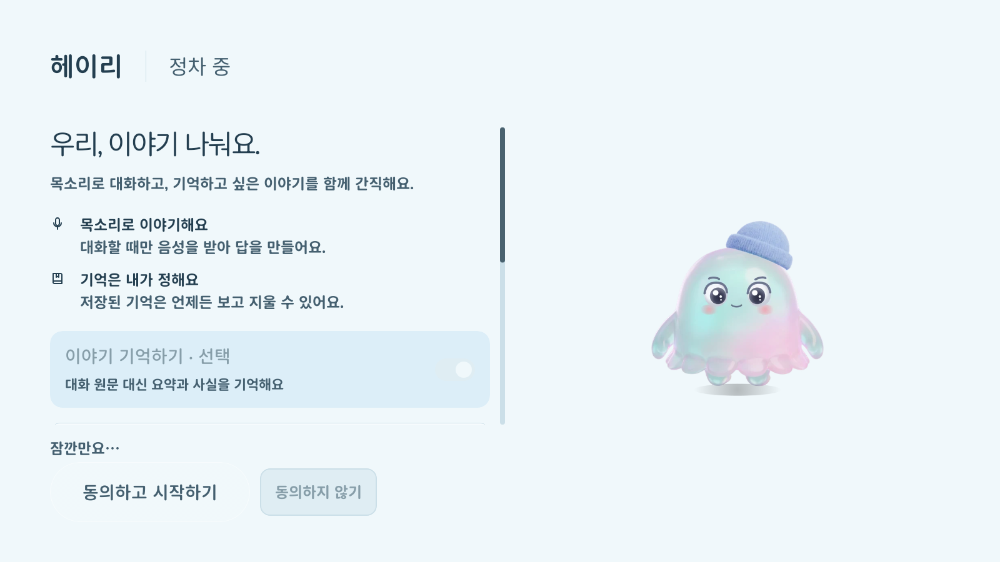 헤이리
정차 중
우리, 이야기 나눠요.
목소리로 대화하고, 기억하고 싶은 이야기를 함께 간직해요.
목소리로 이야기해요
대화할 때만 음성을 받아 답을 만들어요.
기억은 내가 정해요
저장된 기억은 언제든 보고 지울 수 있어요.
이야기 기억하기 · 선택
대화 원문 대신 요약과 사실을 기억해요
잠깐만요…
동의하고 시작하기
동의하지 않기